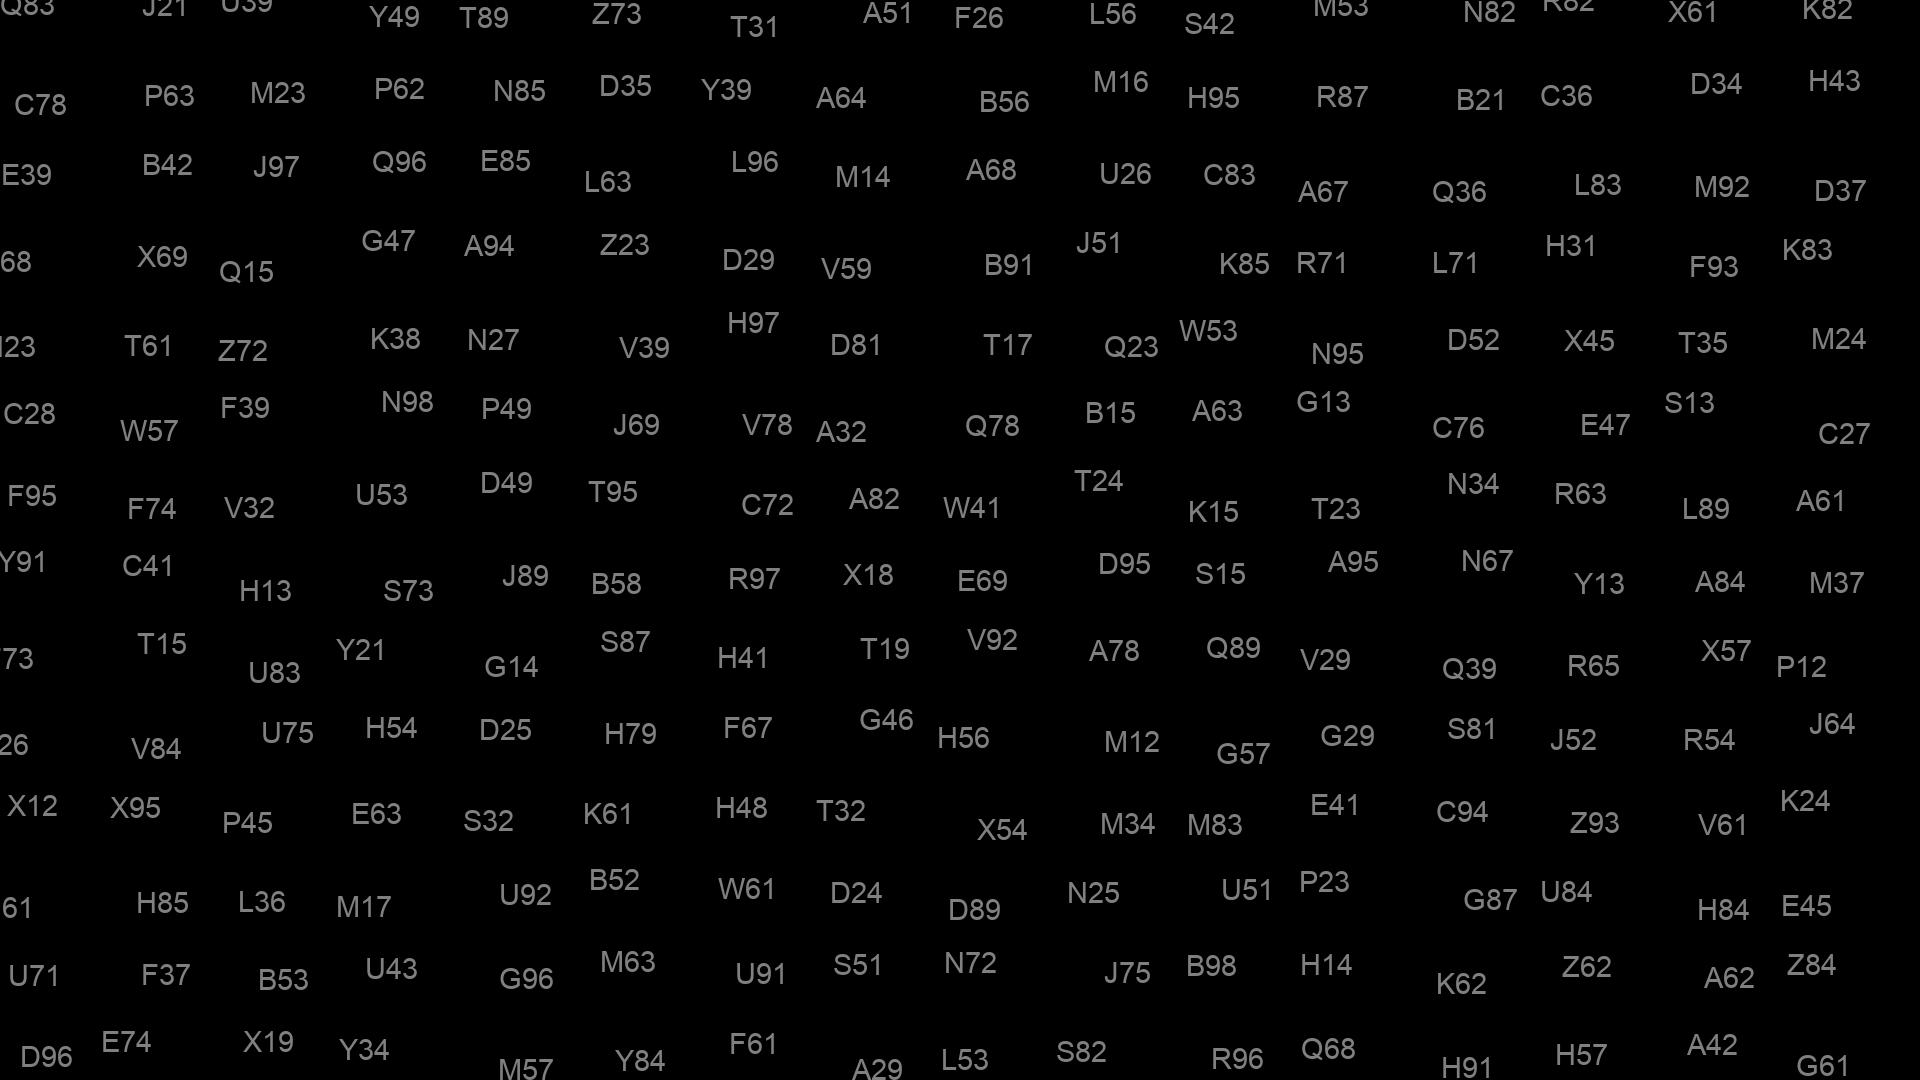 Q83 J21 U39 Y49 T89 Z73 T31 A51 F26 L56 S42 M53 N82 R82 X61 K82
C78 P63 M23 P62 N85 D35 Y39 A64 B56 M16 H95 R87 B21 C36 D34 H43
E39 B42 J97 Q96 E85 L63 L96 M14 A68 U26 C83 A67 Q36 L83 M92 D37
68 X69 Q15 G47 A94 Z23 D29 V59 B91 J51 K85 R71 L71 H31 F93 K83
23 T61 Z72 K38 N27 V39 H97 D81 T17 Q23 W53 N95 D52 X45 T35 M24
C28 W57 F39 N98 P49 J69 V78 A32 Q78 B15 A63 G13 C76 E47 S13 C27
F95 F74 V32 U53 D49 T95 C72 A82 W41 T24 K15 T23 N34 R63 L89 A61
Y91 C41 H13 S73 J89 B58 R97 X18 E69 D95 S15 A95 N67 Y13 A84 M37
73 T15 U83 Y21 G14 S87 H41 T19 V92 A78 Q89 V29 Q39 R65 X57 P12
26 V84 U75 H54 D25 H79 F67 G46 H56 M12 G57 G29 S81 J52 R54 J64
X12 X95 P45 E63 S32 K61 H48 T32 X54 M34 M83 E41 C94 Z93 V61 K24
61 H85 L36 M17 U92 B52 W61 D24 D89 N25 U51 P23 G87 U84 H84 E45
U71 F37 B53 U43 G96 M63 U91 S51 N72 J75 B98 H14 K62 Z62 A62 Z84
D96 E74 X19 Y34 M57 Y84 F61 A29 L53 S82 R96 Q68 H91 H57 A42 G61